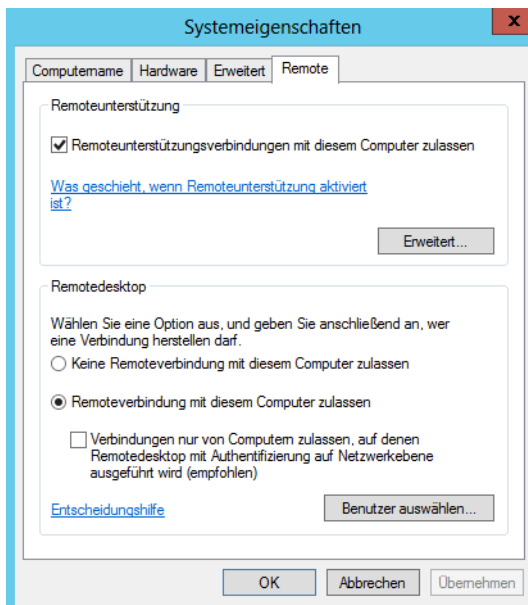 Systemeigenschaften
x
Computername Hardware Erweitert Remote
Remoteunterstützung
Remoteunterstützungsverbindungen mit diesem Computer zulassen
Was geschieht, wenn Remoteunterstützung aktiviert
ist?
Erweitert...
Remotedesktop
Wählen Sie eine Option aus, und geben Sie anschließend an, wer
eine Verbindung herstellen darf.
Keine Remoteverbindung mit diesem Computer zulassen
Remoteverbindung mit diesem Computer zulassen
Verbindungen nur von Computern zulassen, auf denen
Remotedesktop mit Authentifizierung auf Netzwerkebene
ausgeführt wird (empfohlen)
Entscheidungshilfe
Benutzer auswählen...
OK Abbrechen Übernehmen